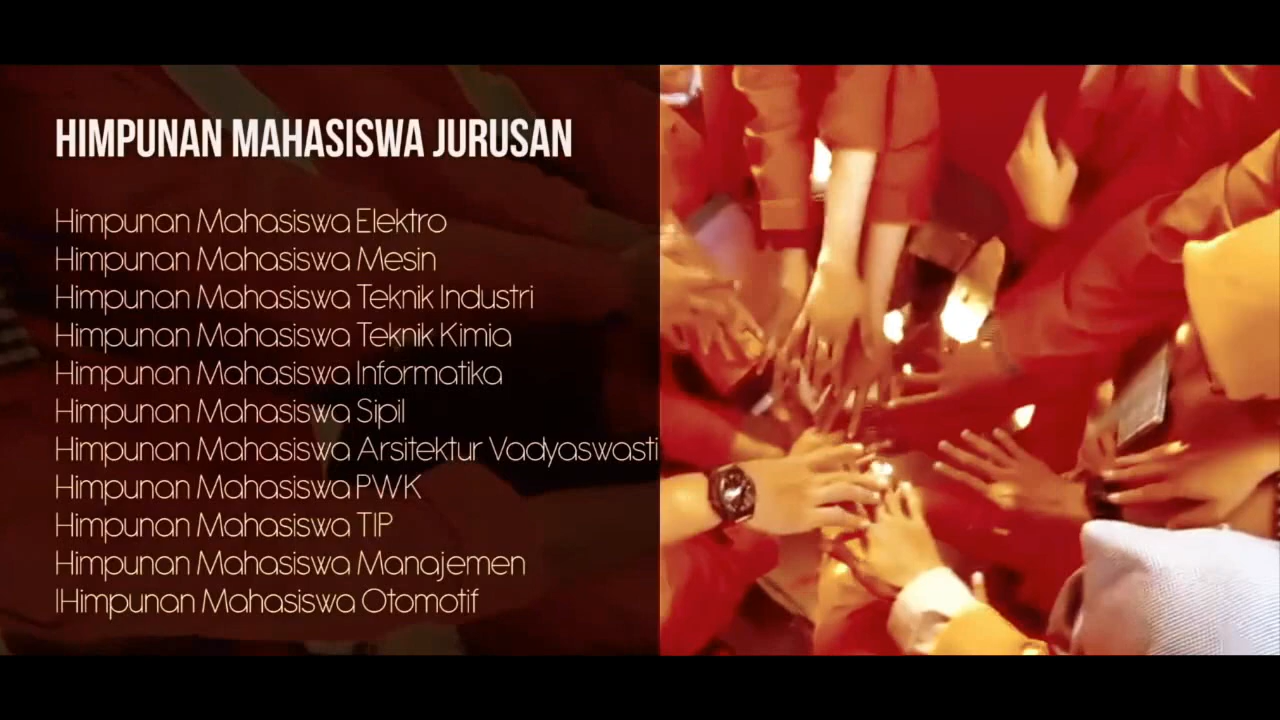 HIMPUNAN MAHASISWA JURUSAN
Himpunan Mahasiswa Elektro
Himpunan Mahasiswa Mesin
Himpunan Mahasiswa Teknik Industri
Himpunan Mahasiswa Teknik Kimia
Himpunan Mahasiswa Informatika
Himpunan Mahasiswa Sipil
Himpunan Mahasiswa Arsitektur Vadyaswasti
Himpunan Mahasiswa PWK
Himpunan Mahasiswa TIP
Himpunan Mahasiswa Manajemen
|Himpunan Mahasiswa Otomotif